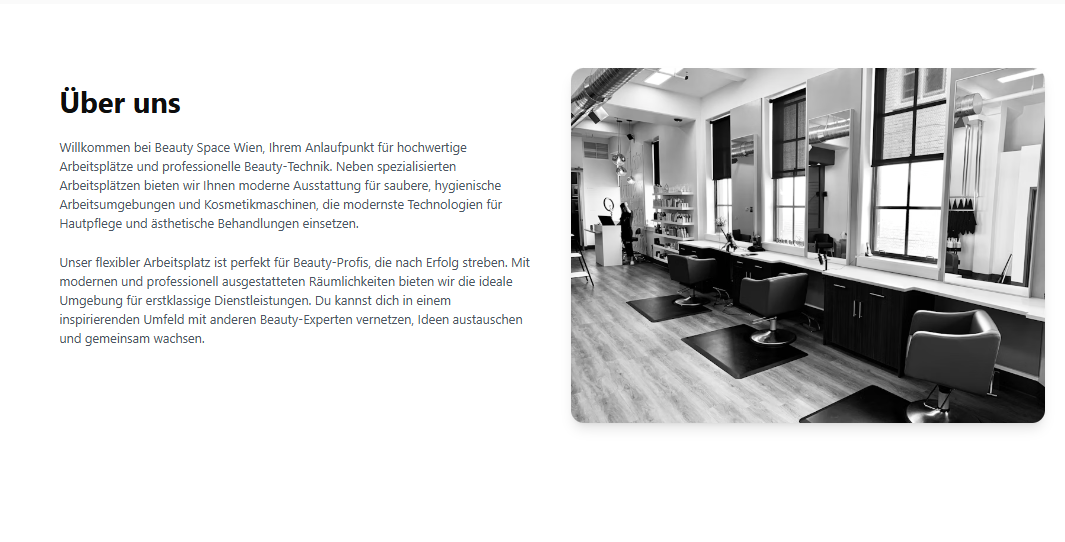 Über uns
Willkommen bei Beauty Space Wien, Ihrem Anlaufpunkt für hochwertige
Arbeitsplätze und professionelle Beauty-Technik. Neben spezialisierten
Arbeitsplätzen bieten wir Ihnen moderne Ausstattung für saubere, hygienische
Arbeitsumgebungen und Kosmetikmaschinen, die modernste Technologien für
Hautpflege und ästhetische Behandlungen einsetzen.
Unser flexibler Arbeitsplatz ist perfekt für Beauty-Profis, die nach Erfolg streben. Mit
modernen und professionell ausgestatteten Räumlichkeiten bieten wir die ideale
Umgebung für erstklassige Dienstleistungen. Du kannst dich in einem
inspirierenden Umfeld mit anderen Beauty-Experten vernetzen, Ideen austauschen
und gemeinsam wachsen.